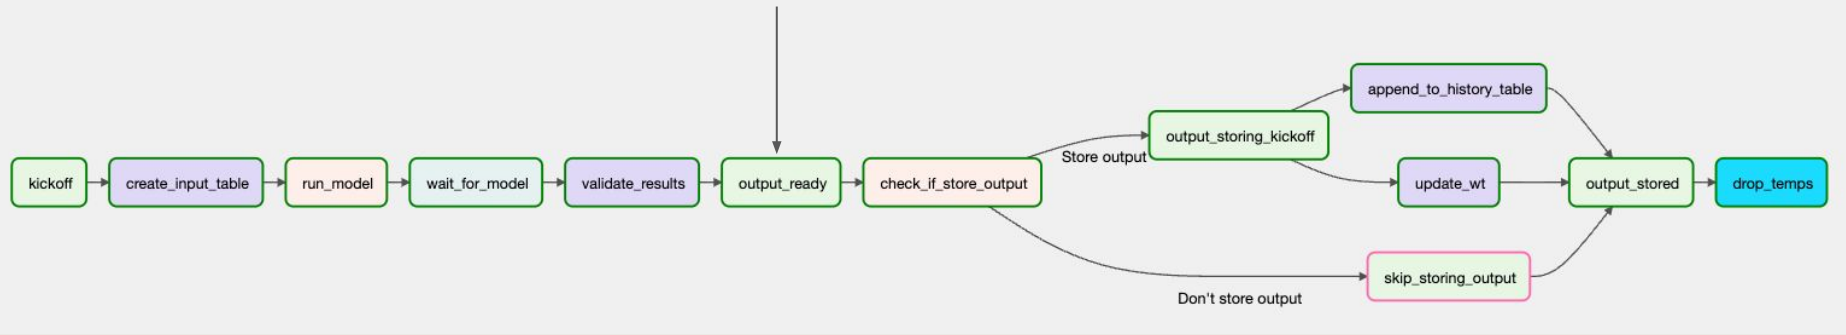 kickoff
create_input_table
run_model
wait_for_model
validate_results
output_ready
check_if_store_output
Store output
output_storing_kickoff
append_to_history_table
update_wt
Don't store output
skip_storing_output
output_stored
drop_temps